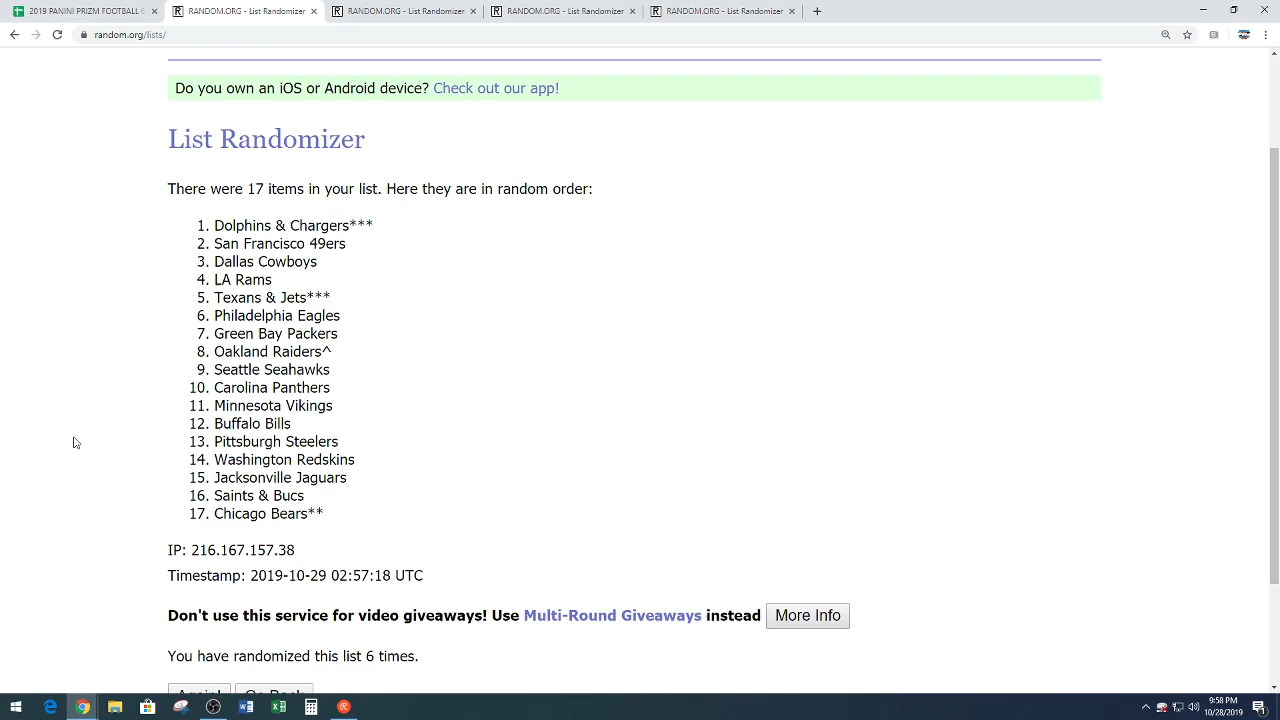 2019 PANINI PRIZM FOOTBALL
RANDOM.ORG - List Randomizer
RANDOM.ORG - List Randomizer
RANDOM.ORG - List Randomizer
RANDOM.ORG - List Randomizer
random.org/lists/
Do you own an iOS or Android device? Check out our app!
List Randomizer
There were 17 items in your list. Here they are in random order:
1. Dolphins & Chargers***
2. San Francisco 49ers
3. Dallas Cowboys
4. LA Rams
5. Texans & Jets***
6. Philadelphia Eagles
7. Green Bay Packers
8. Oakland Raiders^
9. Seattle Seahawks
10. Carolina Panthers
11. Minnesota Vikings
12. Buffalo Bills
13. Pittsburgh Steelers
14. Washington Redskins
15. Jacksonville Jaguars
16. Saints & Bucs
17. Chicago Bears**
IP: 216.167.157.38
Timestamp: 2019-10-29 02:57:18 UTC
Don't use this service for video giveaways! Use Multi-Round Giveaways instead More Info
You have randomized this list 6 times.
Again! Go Back
9:58 PM
10/28/2019